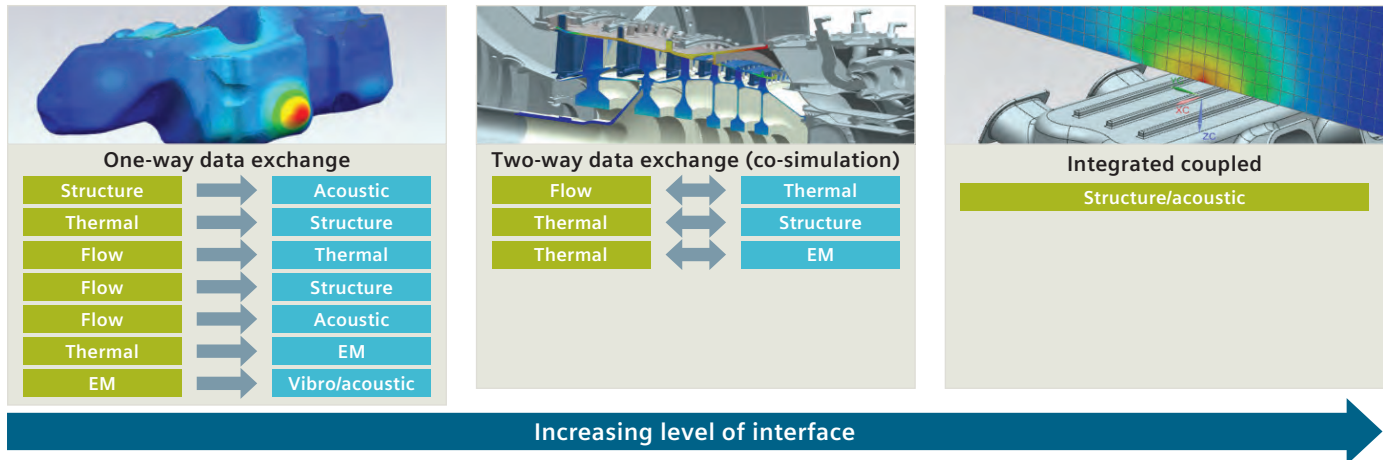 One-way data exchange
Structure Acoustic
Thermal Structure
Flow Thermal
Flow Structure
Flow Acoustic
Thermal EM
EM Vibro/acoustic
Two-way data exchange (co-simulation)
Flow Thermal
Thermal Structure
Thermal EM
XC
ZC
Integrated coupled
Structure/acoustic
Increasing level of interface